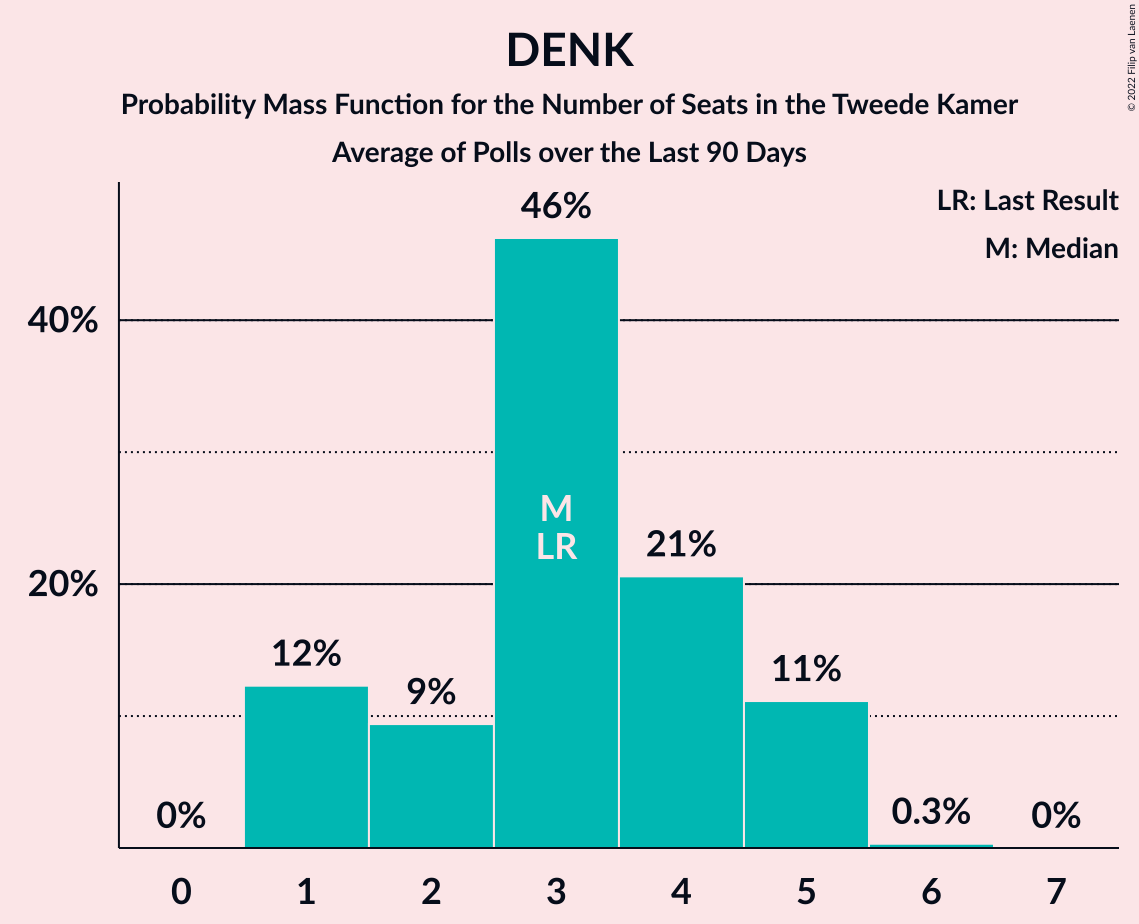 DENK
Probability Mass Function for the Number of Seats in the Tweede Kamer
Average of Polls over the Last 90 Days
© 2022 Filip van Laenen
LR: Last Result
M: Median
40%
20%
0%
12%
9%
46%
M
LR
21%
11%
0.3%
0%
0 1 2 3 4 5 6 7